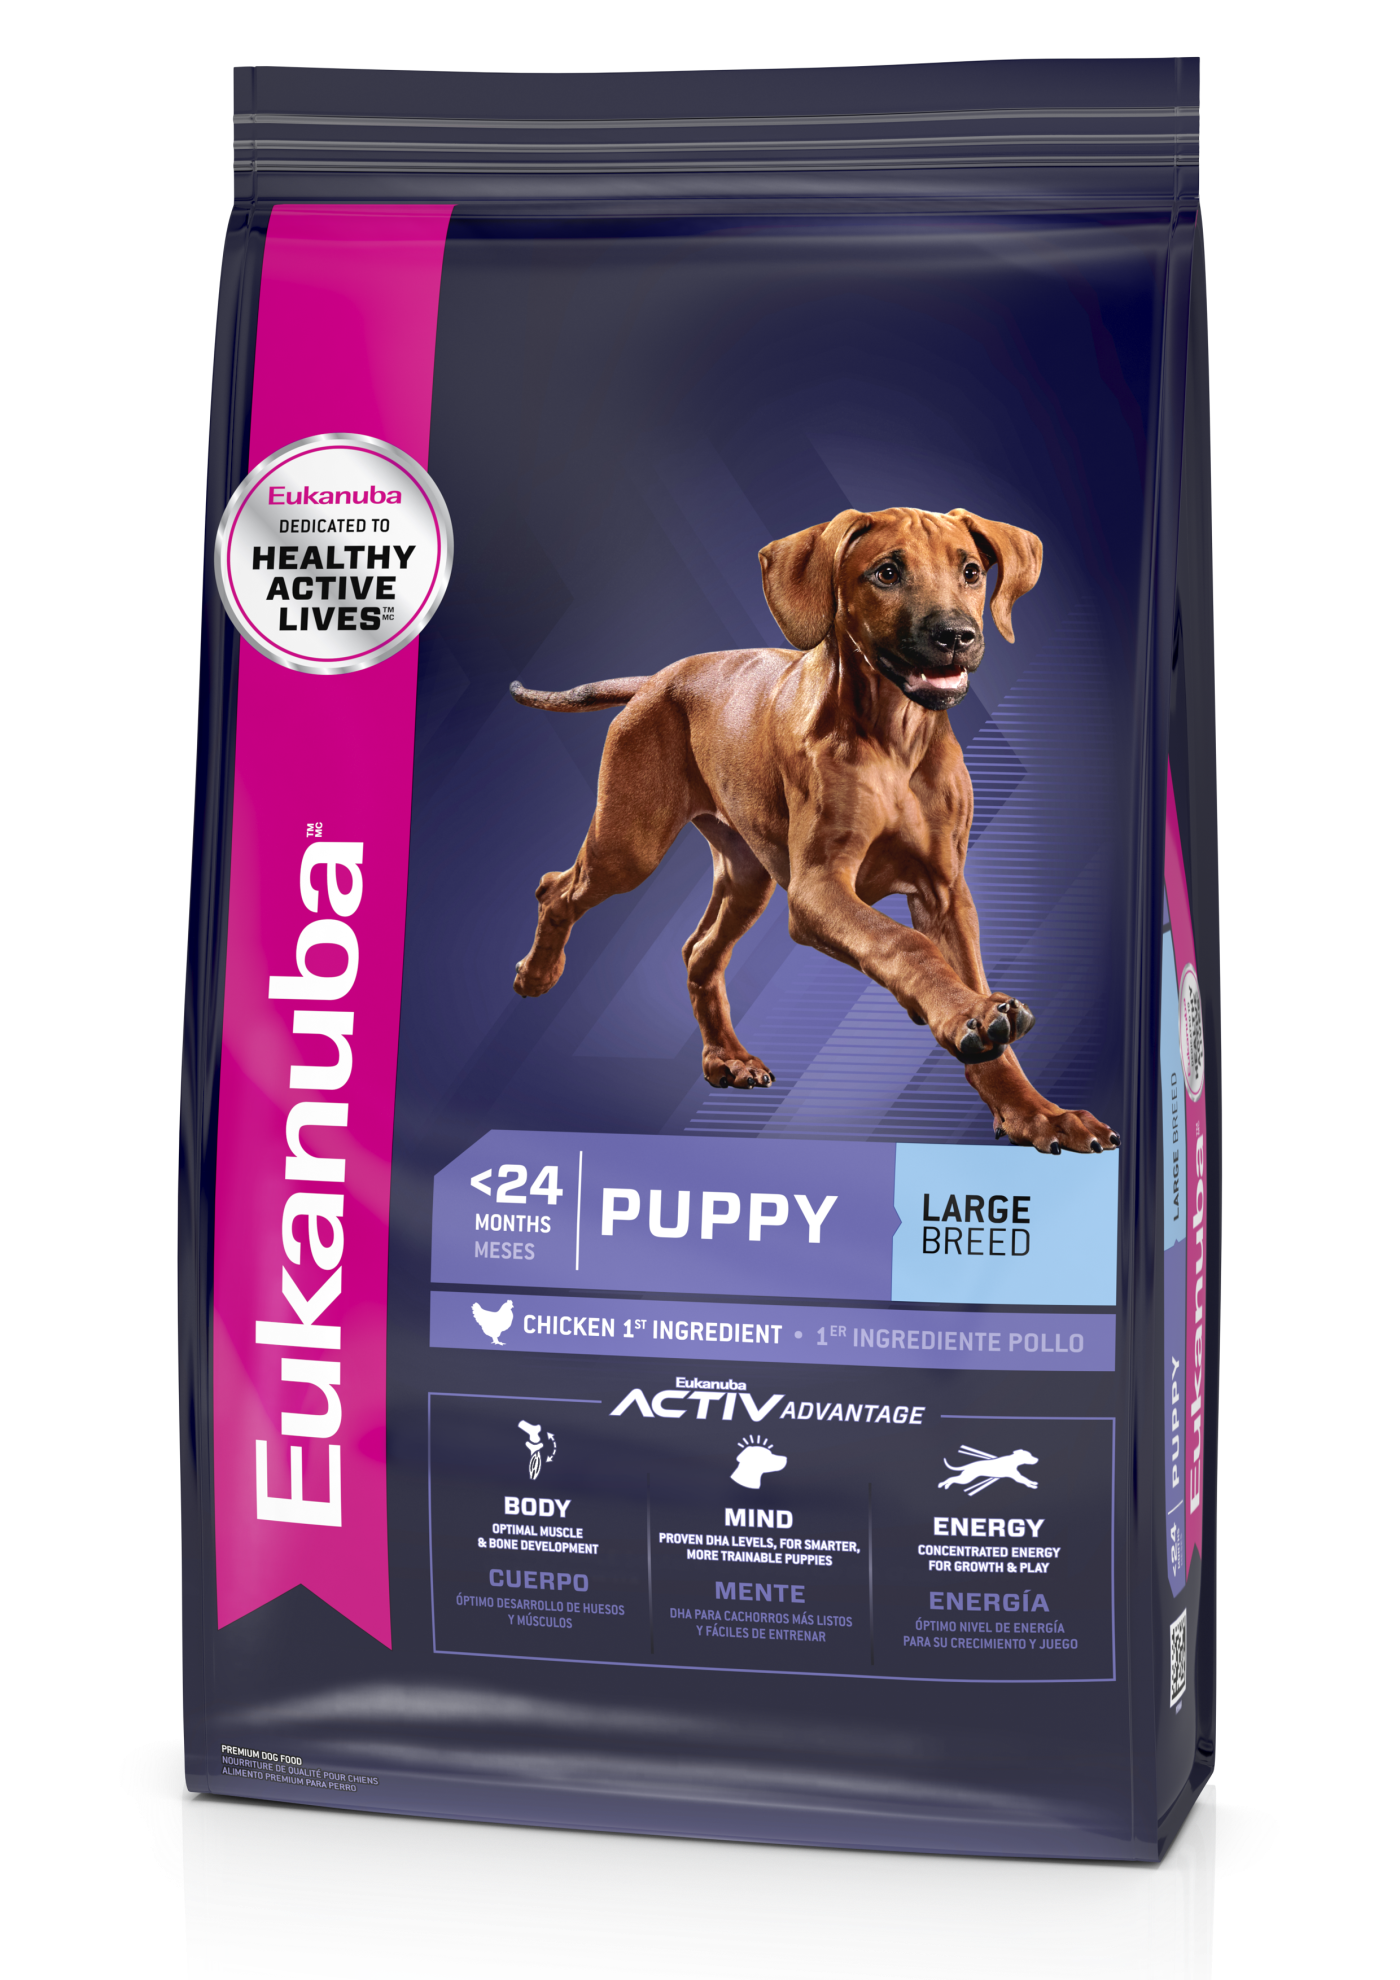 Eukanuba
DEDICATED TO
HEALTHY
ACTIVE
LIVES™ MC
Eukanuba™ MC
<24
MONTHS
MESES
PUPPY
LARGE
BREED
CHICKEN 1ST INGREDIENT • 1ER INGREDIENTE POLLO
Eukanuba
ACTIV ADVANTAGE
BODY
OPTIMAL MUSCLE
& BONE DEVELOPMENT
CUERPO
ÓPTIMO DESARROLLO DE HUESOS
Y MÚSCULOS
MIND
PROVEN DHA LEVELS, FOR SMARTER,
MORE TRAINABLE PUPPIES
MENTE
DHA PARA CACHORROS MÁS LISTOS
Y FÁCILES DE ENTRENAR
ENERGY
CONCENTRATED ENERGY
FOR GROWTH & PLAY
ENERGÍA
ÓPTIMO NIVEL DE ENERGÍA
PARA SU CRECIMIENTO Y JUEGO
PREMIUM DOG FOOD
NOURRITURE DE QUALITÉ POUR CHIENS
ALIMENTO PREMIUM PARA PERRO
LARGE BREED
Eukanuba
<24
PUPPY